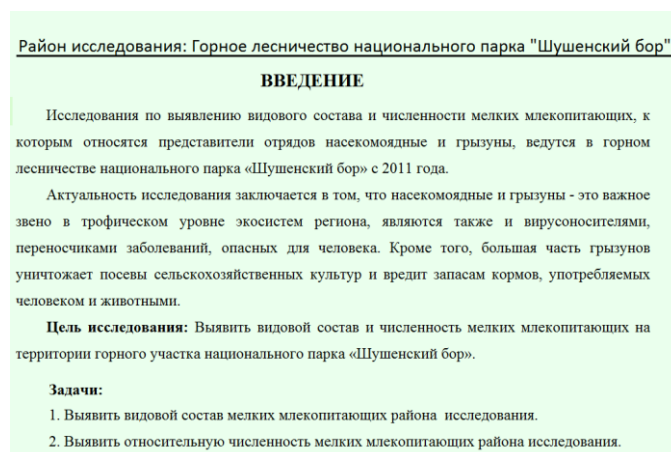 Район исследования: Горное лесничество национального парка "Шушенский бор"
ВВЕДЕНИЕ
Исследования по выявлению видового состава и численности мелких млекопитающих, к
которым относятся представители отрядов насекомоядные и грызуны, ведутся в горном
лесничестве национального парка «Шушенский бор» с 2011 года.
Актуальность исследования заключается в том, что насекомоядные и грызуны - это важное
звено в трофическом уровне экосистем региона, являются также и вирусоносителями,
переносчиками заболеваний, опасных для человека. Кроме того, большая часть грызунов
уничтожает посевы сельскохозяйственных культур и вредит запасам кормов, употребляемых
человеком и животными.
Цель исследования: Выявить видовой состав и численность мелких млекопитающих на
территории горного участка национального парка «Шушенский бор».
Задачи:
1. Выявить видовой состав мелких млекопитающих района исследования.
2. Выявить относительную численность мелких млекопитающих района исследования.